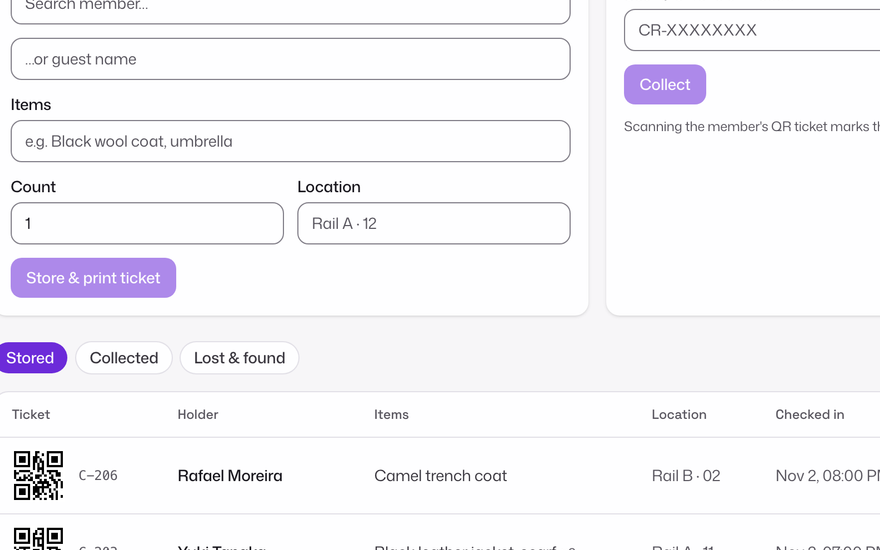 Search member...
...or guest name
Items
e.g. Black wool coat, umbrella
Count
Location
1
Rail A · 12
Store & print ticket
CR-XXXXXXXX
Collect
Scanning the member's QR ticket marks
Stored
Collected
Lost & found
Ticket
Holder
Items
Location
Checked in
C-206
Rafael Moreira
Camel trench coat
Rail B · 02
Nov 2, 08:00